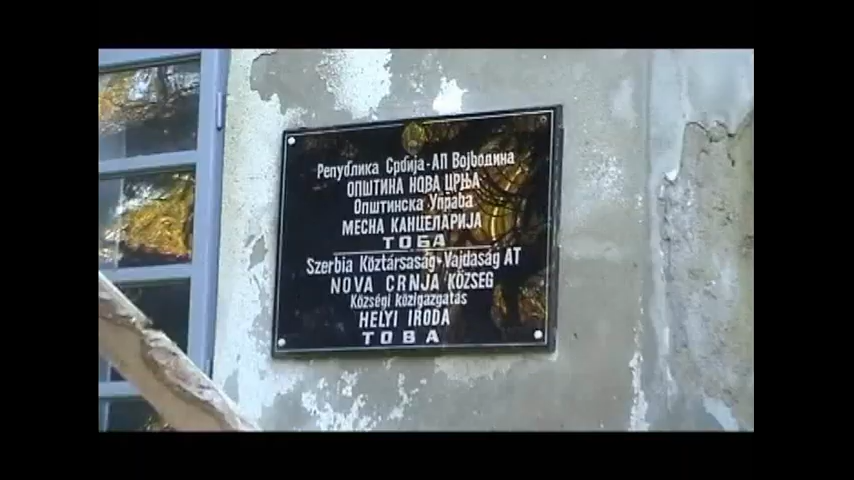 Република Србија-АП Војводина
ОПШТИНА НОВА ЦРЊА
Општинска Управа
МЕСНА КАНЦЕЛАРИЈА
ТОБА
Szerbia Köztársaság-Vajdaság AT
NOVA CRNJA KÖZSÉG
Községi közigazgatás
HELYI IRODA
TOBA